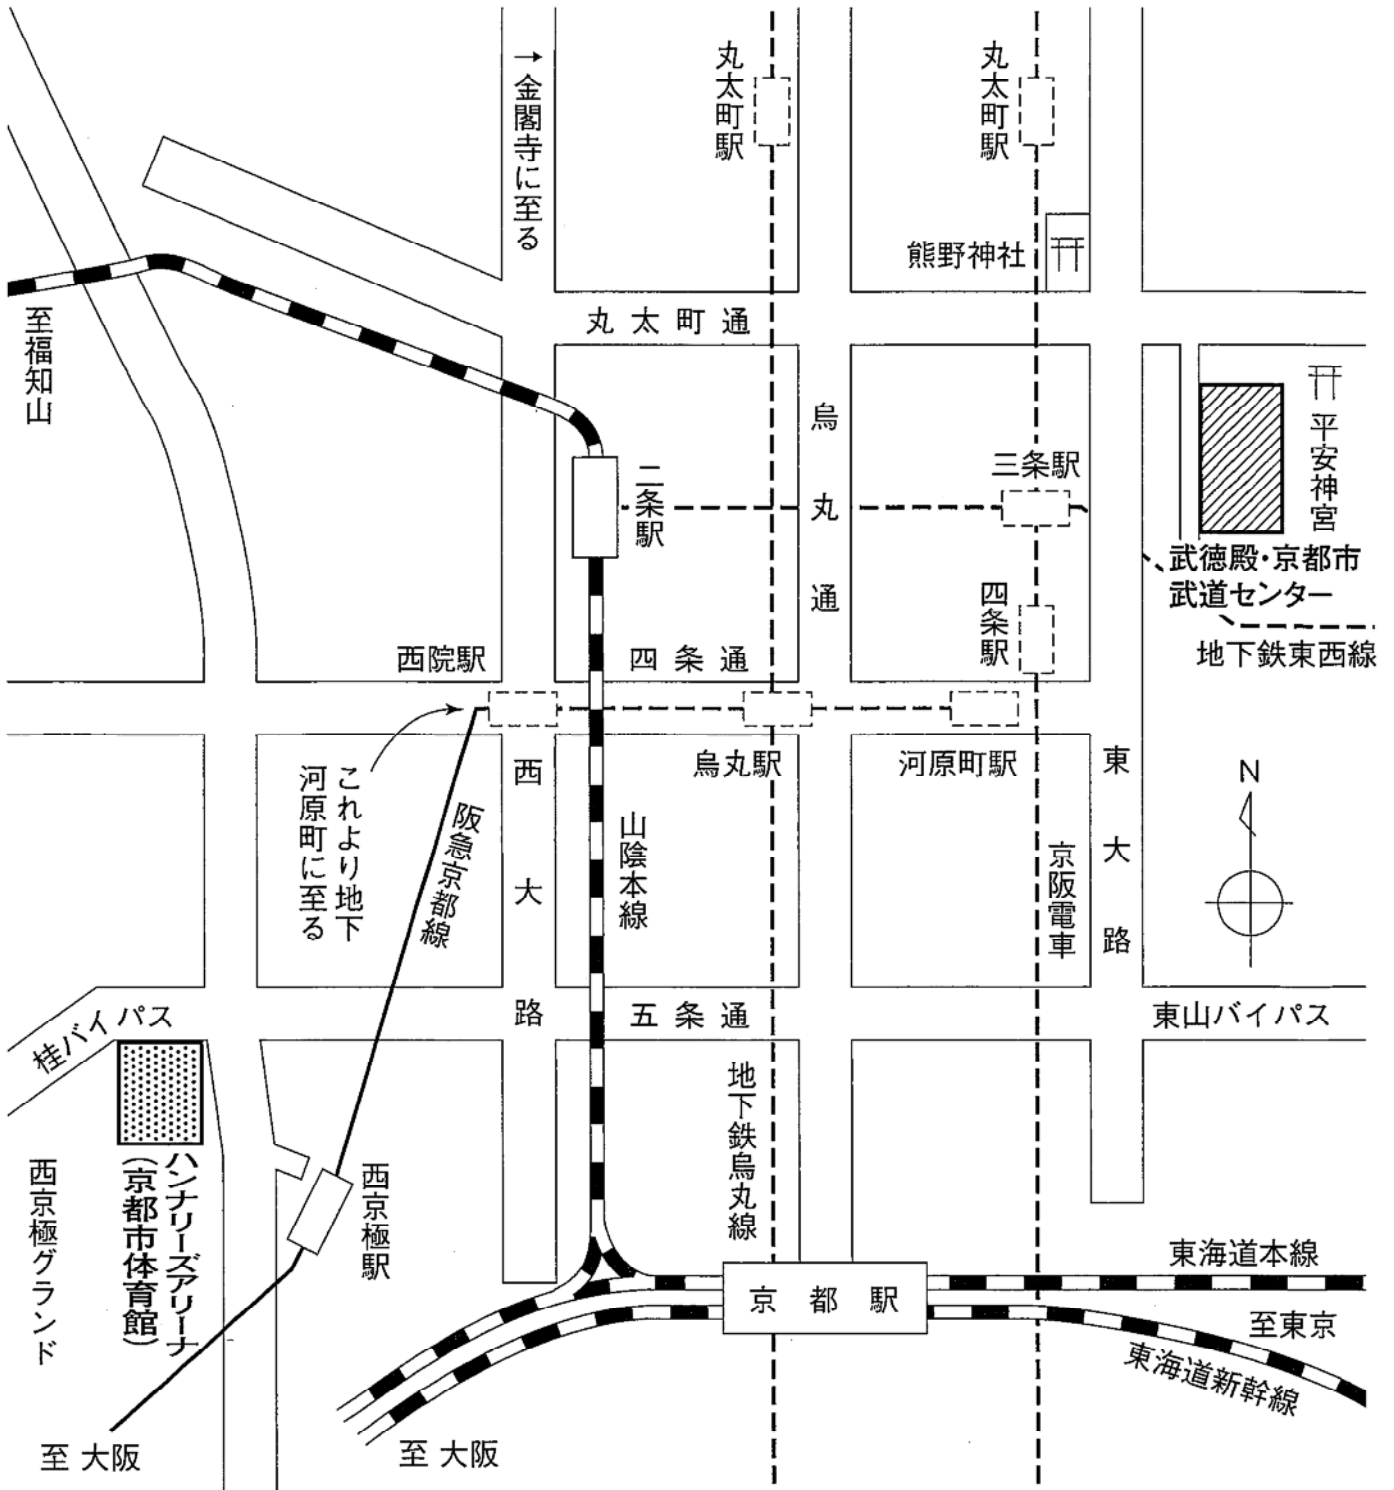 丸太町駅
丸太町駅
→金閣寺に至る
熊野神社
丸太町通
至福知山
烏丸通
平安神宮
二条駅
三条駅
武徳殿・京都市
武道センター
四条駅
地下鉄東西線
西院駅
四条通
烏丸駅
河原町駅
西大路
東大路
これより地下
河原町に至る
阪急京都線
山陰本線
京阪電車
N
桂バイパス
五条通
東山バイパス
地下鉄烏丸線
西京極グランド
ハンナリーズアリーナ
(京都市体育館)
西京極駅
東海道本線
京都駅
至東京
東海道新幹線
至 大阪
至 大阪